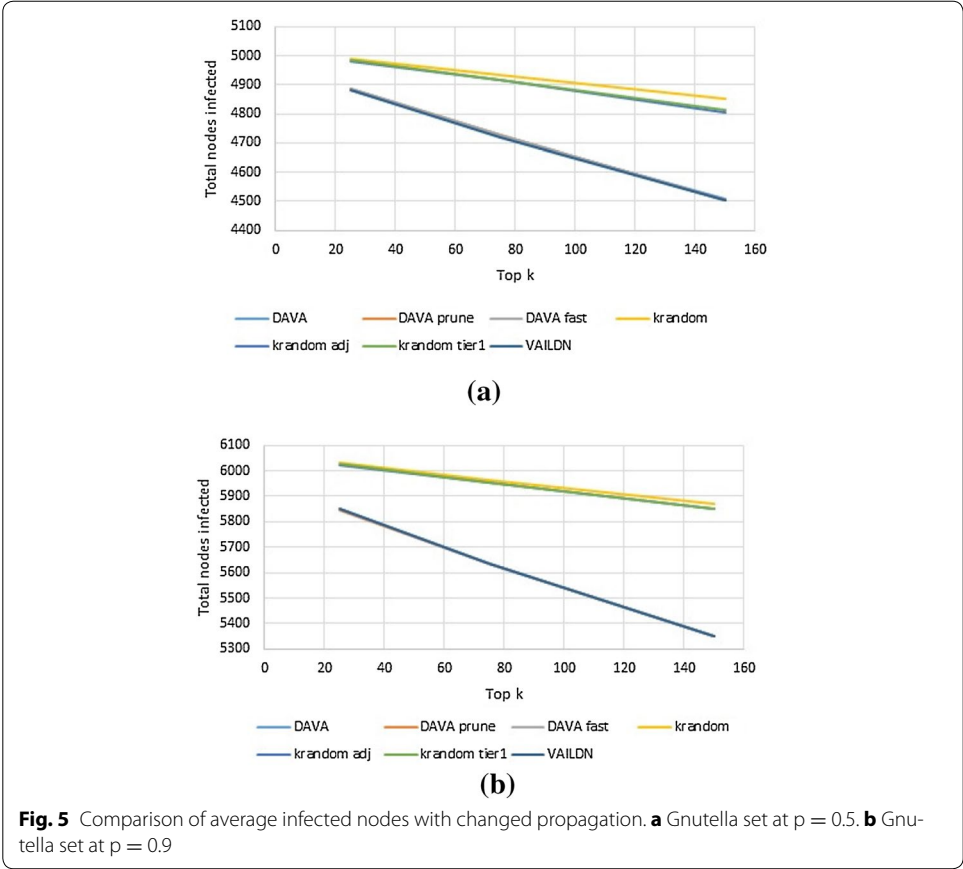 5100
5000
4900
4800
4700
4600
4500
4400
Total nodes infected
0 20 40 60 80 100 120 140 160
Top k
DAVA DAVA prune DAVA fast krandom
krandom adj krandom tier1 VAILDN
(a)
6100
6000
5900
5800
5700
5600
5500
5400
5300
Total nodes infected
0 20 40 60 80 100 120 140 160
Top k
DAVA DAVA prune DAVA fast krandom
krandom adj krandom tier1 VAILDN
(b)
Fig. 5 Comparison of average infected nodes with changed propagation. a Gnutella set at p = 0.5. b Gnu-
tella set at p = 0.9